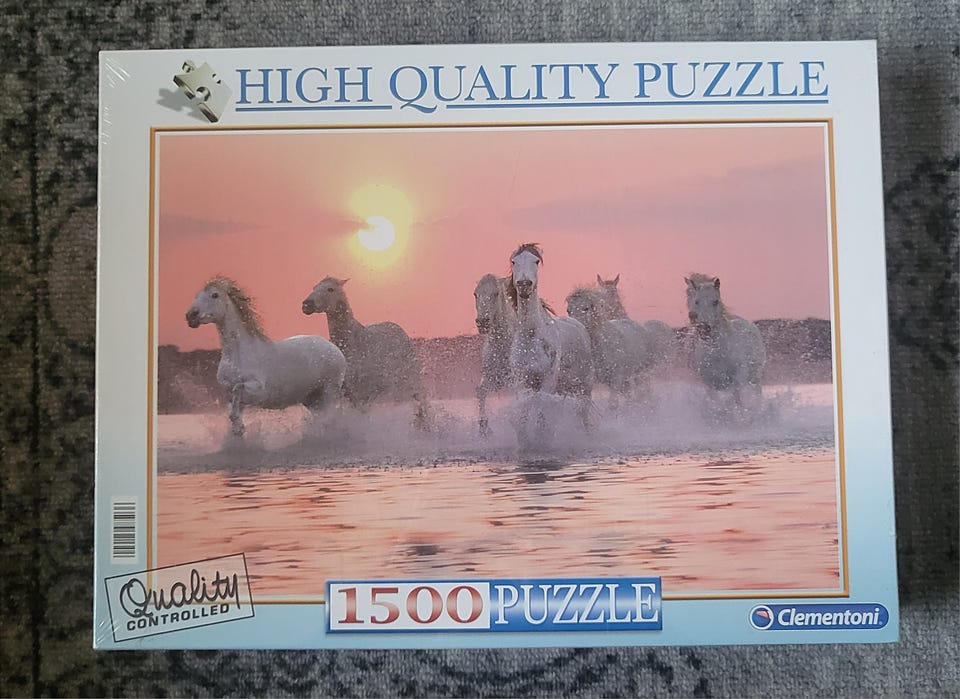 HIGH QUALITY PUZZLE
Quality
CONTROLLED
1500 PUZZLE
Clementoni